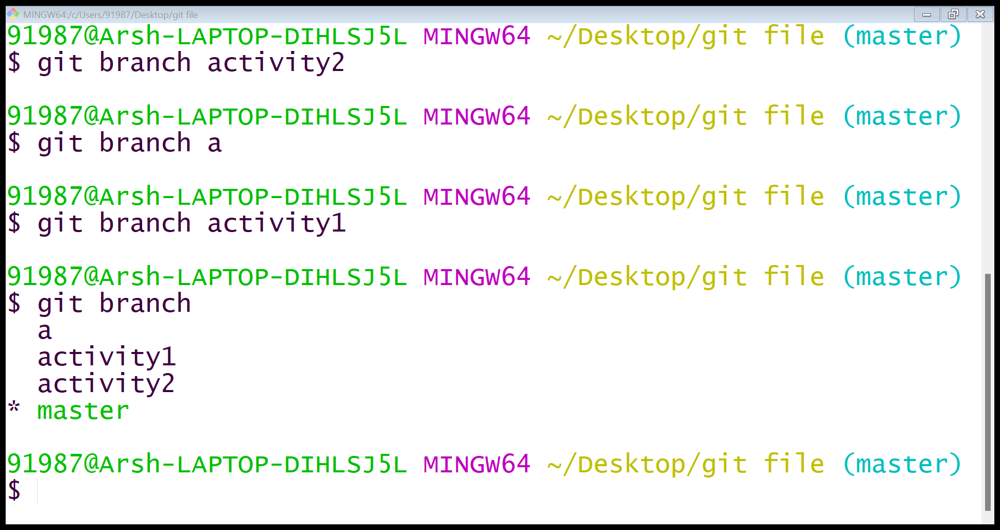 MINGW64:/c/Users/91987/Desktop/git file
91987@Arsh-LAPTOP-DIHLSJ5L MINGW64 ~/Desktop/git file (master)
$ git branch activity2
91987@Arsh-LAPTOP-DIHLSJ5L MINGW64 ~/Desktop/git file (master)
$ git branch a
91987@Arsh-LAPTOP-DIHLSJ5L MINGW64 ~/Desktop/git file (master)
$ git branch activity1
91987@Arsh-LAPTOP-DIHLSJ5L MINGW64 ~/Desktop/git file (master)
$ git branch
  a
  activity1
  activity2
* master
91987@Arsh-LAPTOP-DIHLSJ5L MINGW64 ~/Desktop/git file (master)
$